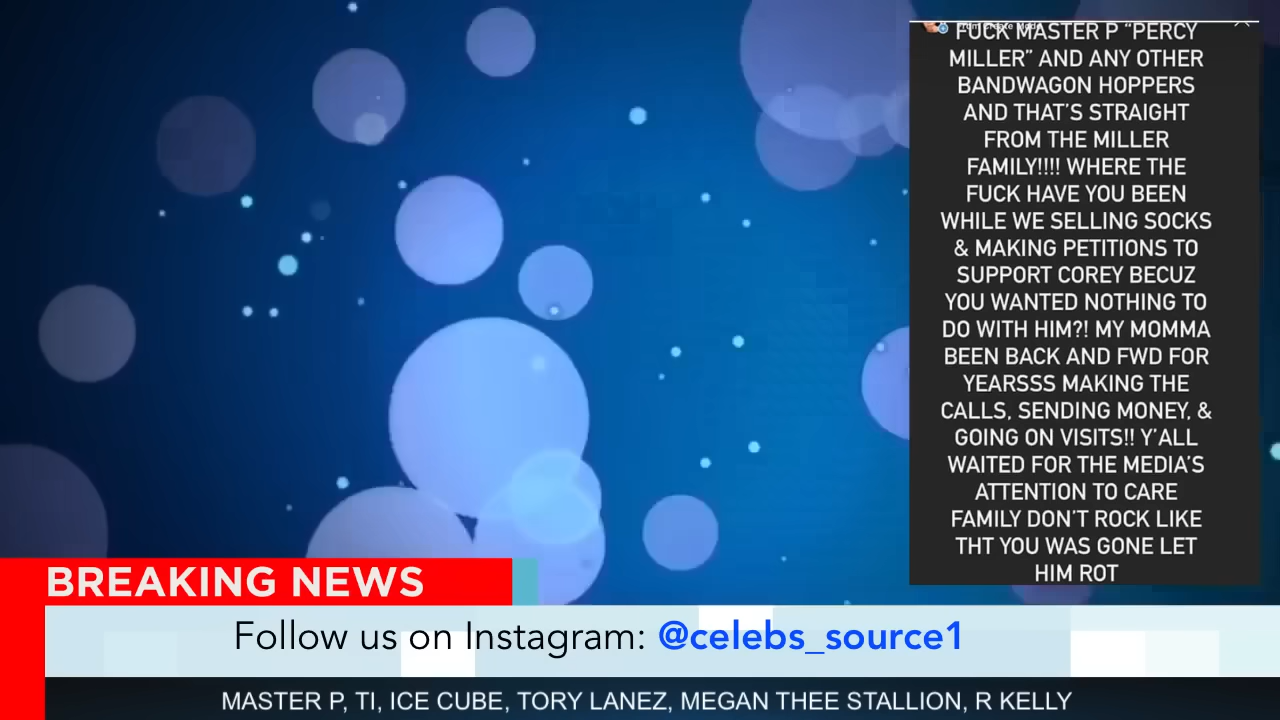 FUCK MASTER P “PERCY
MILLER” AND ANY OTHER
BANDWAGON HOPPERS
AND THAT’S STRAIGHT
FROM THE MILLER
FAMILY!!!! WHERE THE
FUCK HAVE YOU BEEN
WHILE WE SELLING SOCKS
& MAKING PETITIONS TO
SUPPORT COREY BECUZ
YOU WANTED NOTHING TO
DO WITH HIM?! MY MOMMA
BEEN BACK AND FWD FOR
YEARSSS MAKING THE
CALLS, SENDING MONEY, &
GOING ON VISITS!! Y’ALL
WAITED FOR THE MEDIA’S
ATTENTION TO CARE
FAMILY DON’T ROCK LIKE
THT YOU WAS GONE LET
HIM ROT
BREAKING NEWS
Follow us on Instagram: @celebs_source1
MASTER P, TI, ICE CUBE, TORY LANEZ, MEGAN THEE STALLION, R KELLY